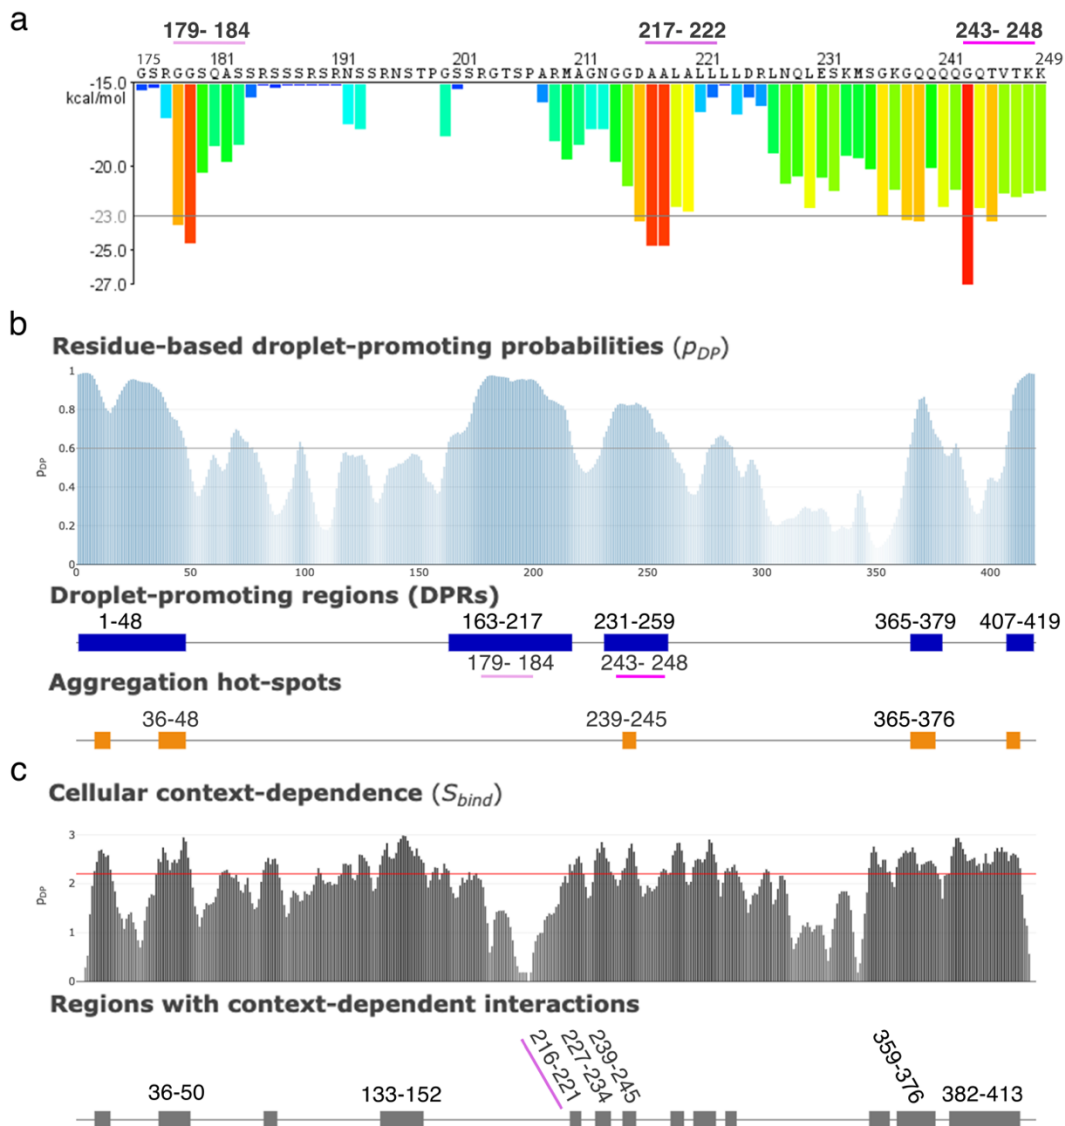 a
179- 184 217 - 222 243- 248
175 181 191 201 211 221 231 241 249
GSRGGSQASSRSSSRSRNSSRNSTPGSSRGTSPARMAGNGGDAALALLLLDRLNQLESKMSGKGQQQQGQTVTKK
-15.0
kcal/mol
-20.0
-23.0
-25.0
-27.0
b
Residue-based droplet-promoting probabilities (pDP)
1
0.8
0.6
0.4
0.2
0
pDP
0 50 100 150 200 250 300 350 400
Droplet-promoting regions (DPRs)
1-48 163-217 231-259 365-379 407-419
179- 184 243- 248
Aggregation hot-spots
36-48 239-245 365-376
c
Cellular context-dependence (Sbind)
3
2
1
0
pDP
Regions with context-dependent interactions
36-50 133-152 216-221 227-234 239-245 359-376 382-413